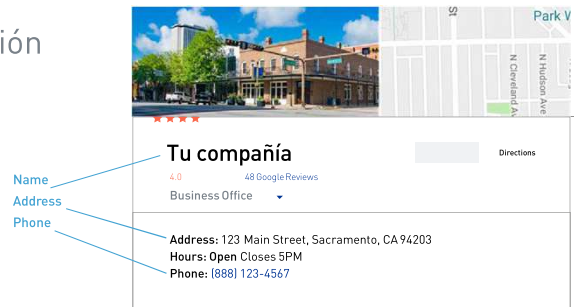 ión
St
Park
N Cleveland Av
N Hudson Ave
Tu compañía
Directions
4.0 48 Google Reviews
Business Office
Name
Address
Phone
Address: 123 Main Street, Sacramento, CA 94203
Hours: Open Closes 5PM
Phone: (888) 123-4567